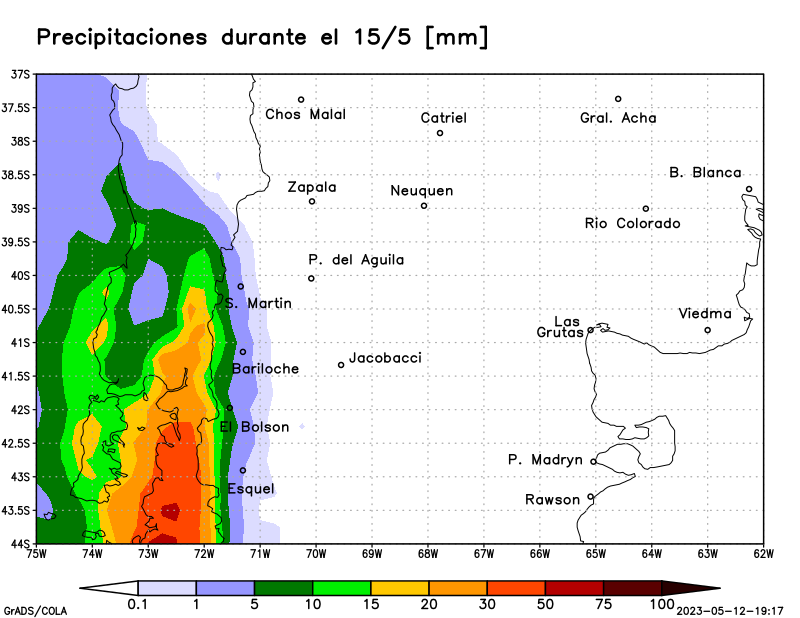 Precipitaciones durante el 15/5 [mm]
37S
37.5S
38S
38.5S
39S
39.5S
40S
40.5S
41S
41.5S
42S
42.5S
43S
43.5S
44S
Chos Malal
Catriel
Gral. Acha
B. Blanca
Zapala
Neuquen
Rio Colorado
P. del Aguila
S. Martin
Viedma
Las
Grutas
Jacobacci
Bariloche
El Bolson
P. Madryn
Esquel
Rawson
75W 74W 73W 72W 71W 70W 69W 68W 67W 66W 65W 64W 63W 62W
0.1 1 5 10 15 20 30 50 75 100
GrADS/COLA
2023-05-12-19:17